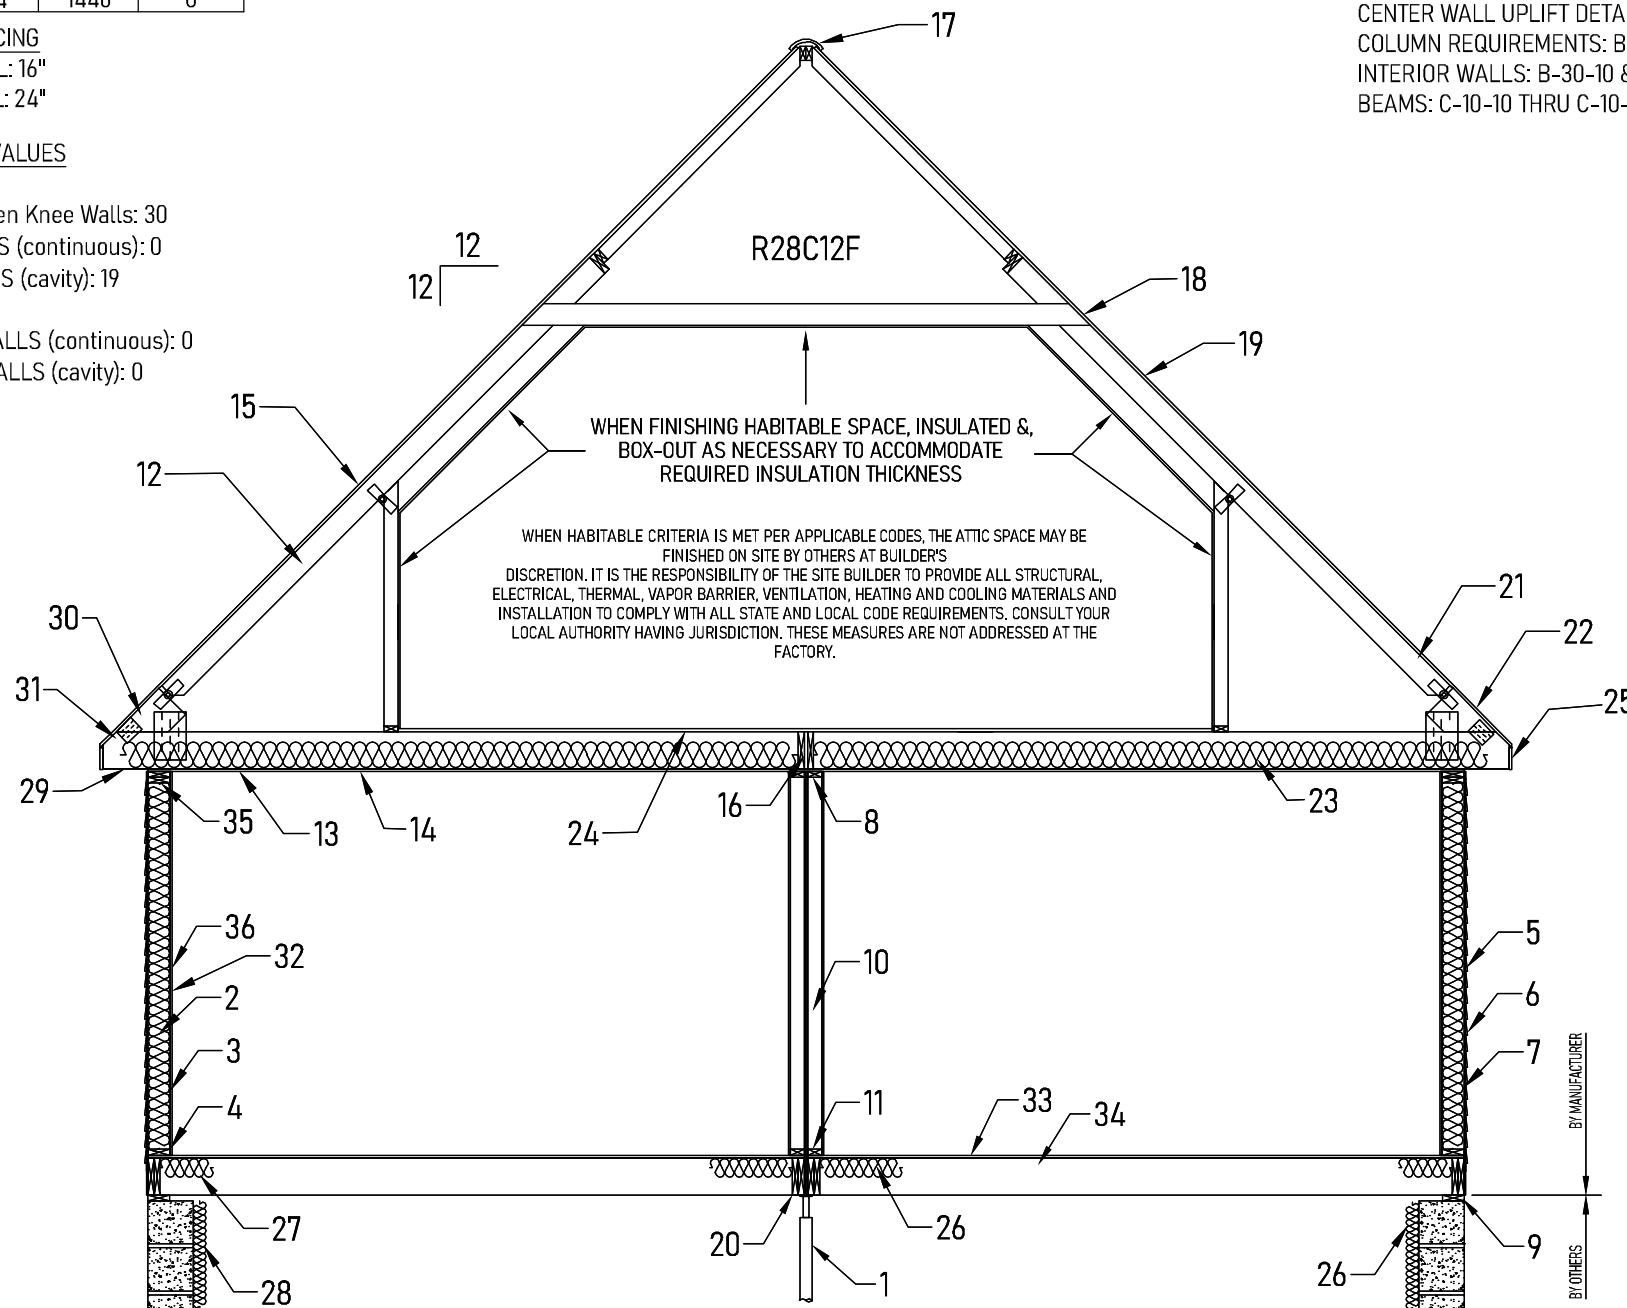 4 1440 0
CING
L: 16"
L: 24"
VALUES
en Knee Walls: 30
S (continuous): 0
S (cavity): 19
ALLS (continuous): 0
ALLS (cavity): 0
CENTER WALL UPLIFT DETA
COLUMN REQUIREMENTS: B
INTERIOR WALLS: B-30-10 &
BEAMS: C-10-10 THRU C-10-
17
12
12
R28C12F
18
19
15
12
WHEN FINISHING HABITABLE SPACE, INSULATED &,
BOX-OUT AS NECESSARY TO ACCOMMODATE
REQUIRED INSULATION THICKNESS
WHEN HABITABLE CRITERIA IS MET PER APPLICABLE CODES, THE ATTIC SPACE MAY BE
FINISHED ON SITE BY OTHERS AT BUILDER'S
DISCRETION. IT IS THE RESPONSIBILITY OF THE SITE BUILDER TO PROVIDE ALL STRUCTURAL,
ELECTRICAL, THERMAL, VAPOR BARRIER, VENTILATION, HEATING AND COOLING MATERIALS AND
INSTALLATION TO COMPLY WITH ALL STATE AND LOCAL CODE REQUIREMENTS. CONSULT YOUR
LOCAL AUTHORITY HAVING JURISDICTION. THESE MEASURES ARE NOT ADDRESSED AT THE
FACTORY.
21
30
22
31
25
29
35
13
14
24
16
8
23
36
32
2
3
4
10
11
33
34
5
6
7
BY MANUFACTURER
27
28
20
1
26
26
9
BY OTHERS